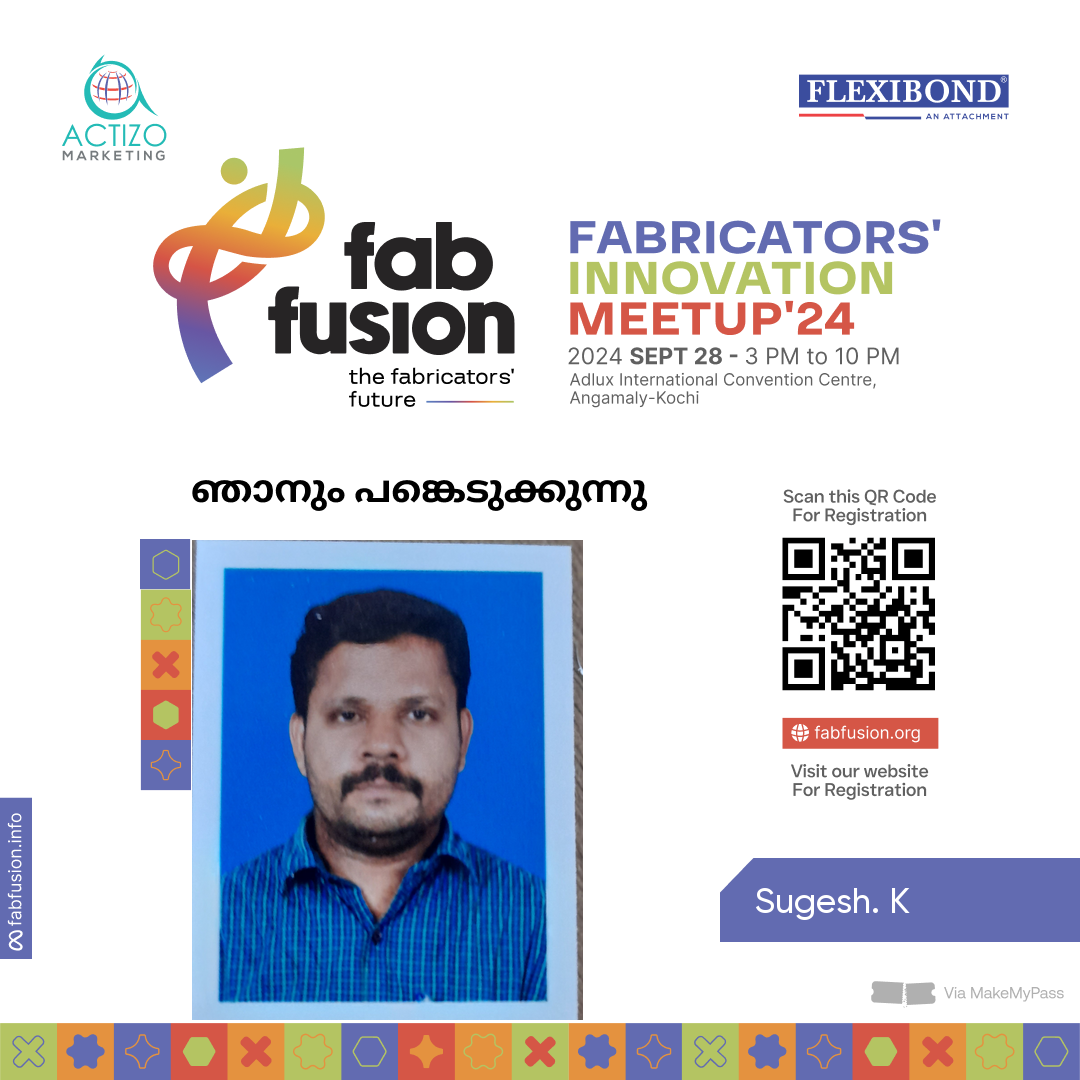 ACTIZO
MARKETING
FLEXIBOND®
AN ATTACHMENT
fab
fusion
the fabricators'
future
FABRICATORS'
INNOVATION
MEETUP'24
2024 SEPT 28 - 3 PM to 10 PM
Adlux International Convention Centre,
Angamaly-Kochi
ഞാനും പങ്കെടുക്കുന്നു
Scan this QR Code
For Registration
fabfusion.org
Visit our website
For Registration
fabfusion.info
Sugesh. K
Via MakeMyPass